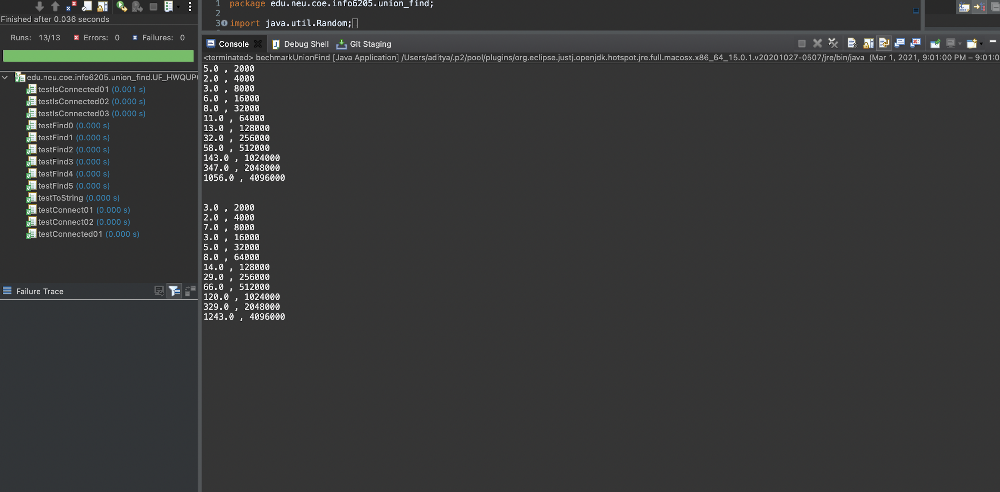 Finished after 0.036 seconds
Runs: 13/13 Errors: 0 Failures: 0
edu.neu.coe.info6205.union_find.UF_HWQUP
testIsConnected01 (0.001 s)
testIsConnected02 (0.000 s)
testIsConnected03 (0.000 s)
testFind0 (0.000 s)
testFind1 (0.000 s)
testFind2 (0.000 s)
testFind3 (0.000 s)
testFind4 (0.000 s)
testFind5 (0.000 s)
testToString (0.000 s)
testConnect01 (0.000 s)
testConnect02 (0.000 s)
testConnected01 (0.000 s)
Failure Trace
1 package edu.neu.coe.info6205.union_find;
2
3 import java.util.Random;
Console Debug Shell Git Staging
<terminated> bechmarkUnionFind [Java Application] /Users/aditya/.p2/pool/plugins/org.eclipse.justj.openjdk.hotspot.jre.full.macosx.x86_64_15.0.1.v20201027-0507/jre/bin/java (Mar 1, 2021, 9:01:00 PM – 9:01:0
5.0 , 2000
2.0 , 4000
3.0 , 8000
6.0 , 16000
8.0 , 32000
11.0 , 64000
13.0 , 128000
32.0 , 256000
58.0 , 512000
143.0 , 1024000
347.0 , 2048000
1056.0 , 4096000
3.0 , 2000
2.0 , 4000
7.0 , 8000
3.0 , 16000
5.0 , 32000
8.0 , 64000
14.0 , 128000
29.0 , 256000
66.0 , 512000
120.0 , 1024000
329.0 , 2048000
1243.0 , 4096000